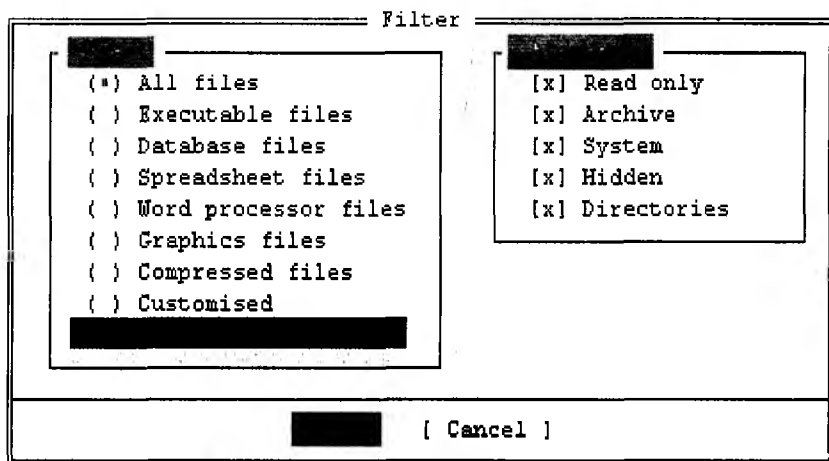 Filter
(•) All files
( ) Executable files
( ) Database files
( ) Spreadsheet files
( ) Word processor files
( ) Graphics files
( ) Compressed files
( ) Customised
[x] Read only
[x] Archive
[x] System
[x] Hidden
[x] Directories
[ Cancel ]